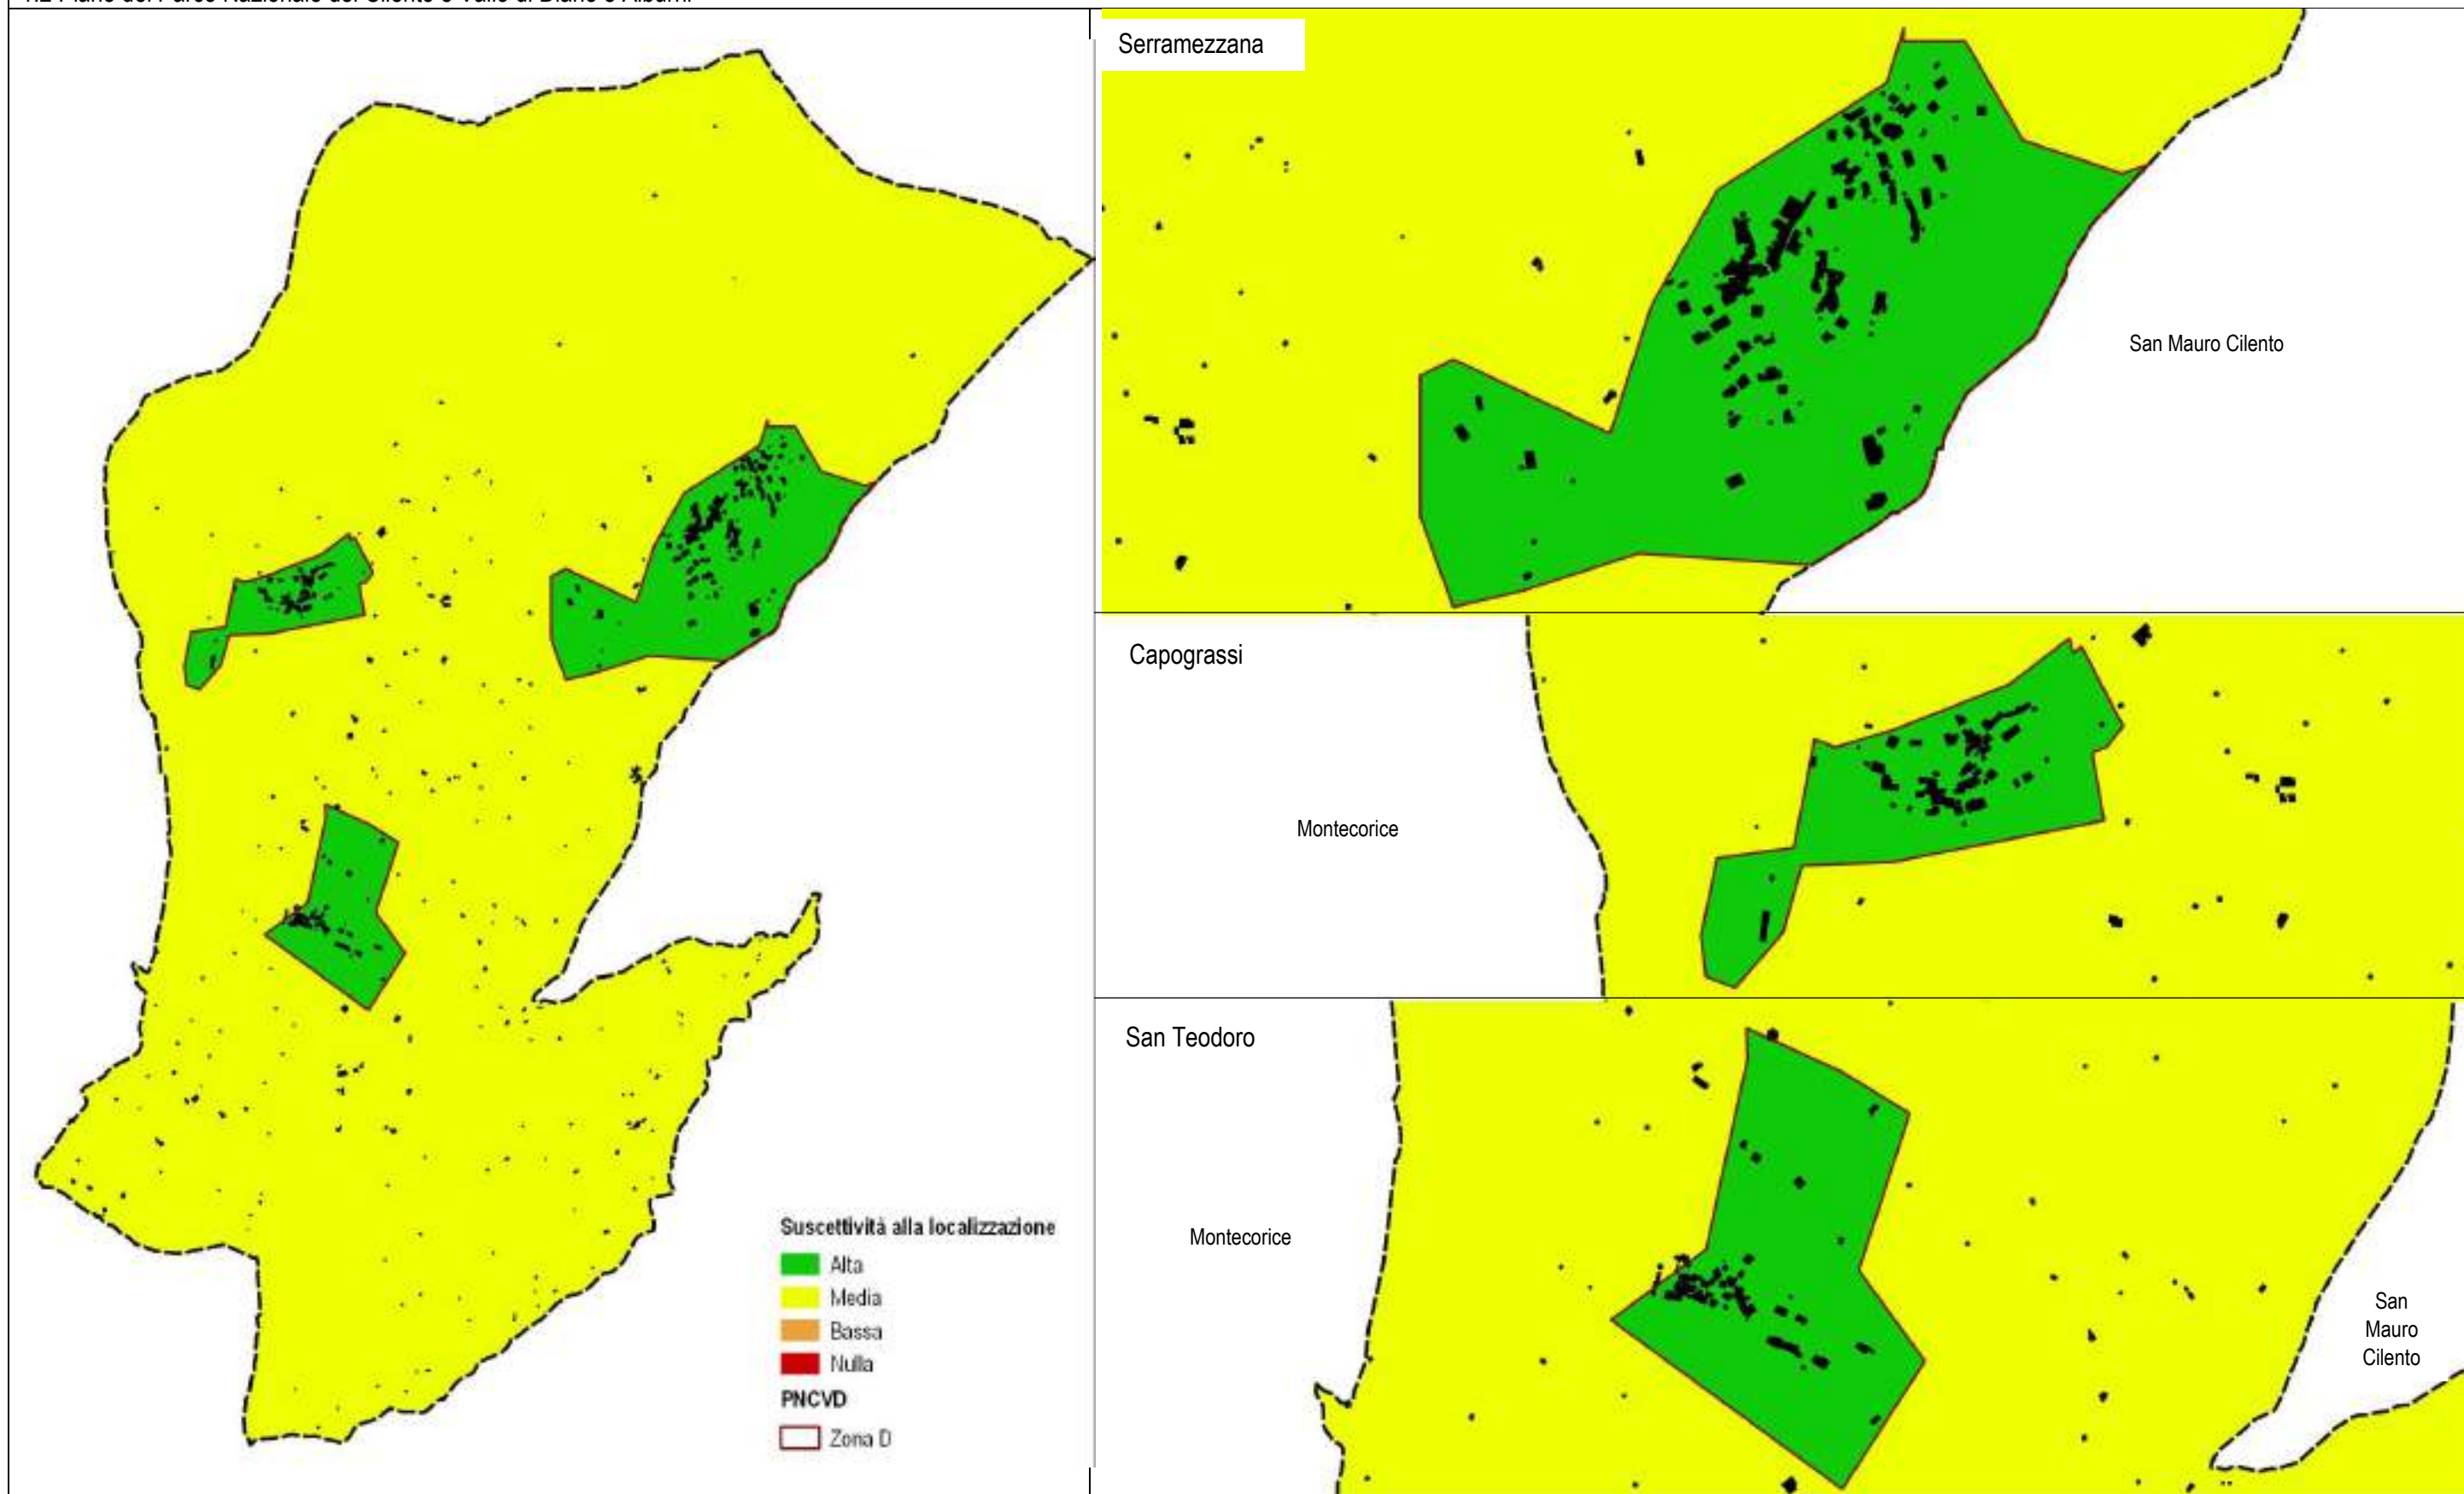 Serramezzana
San Mauro Cilento
Capograssi
Montecorice
San Teodoro
Montecorice
San
Mauro
Cilento
Suscettività alla localizzazione
Alta
Media
Bassa
Nulla
PNCVD
Zona D